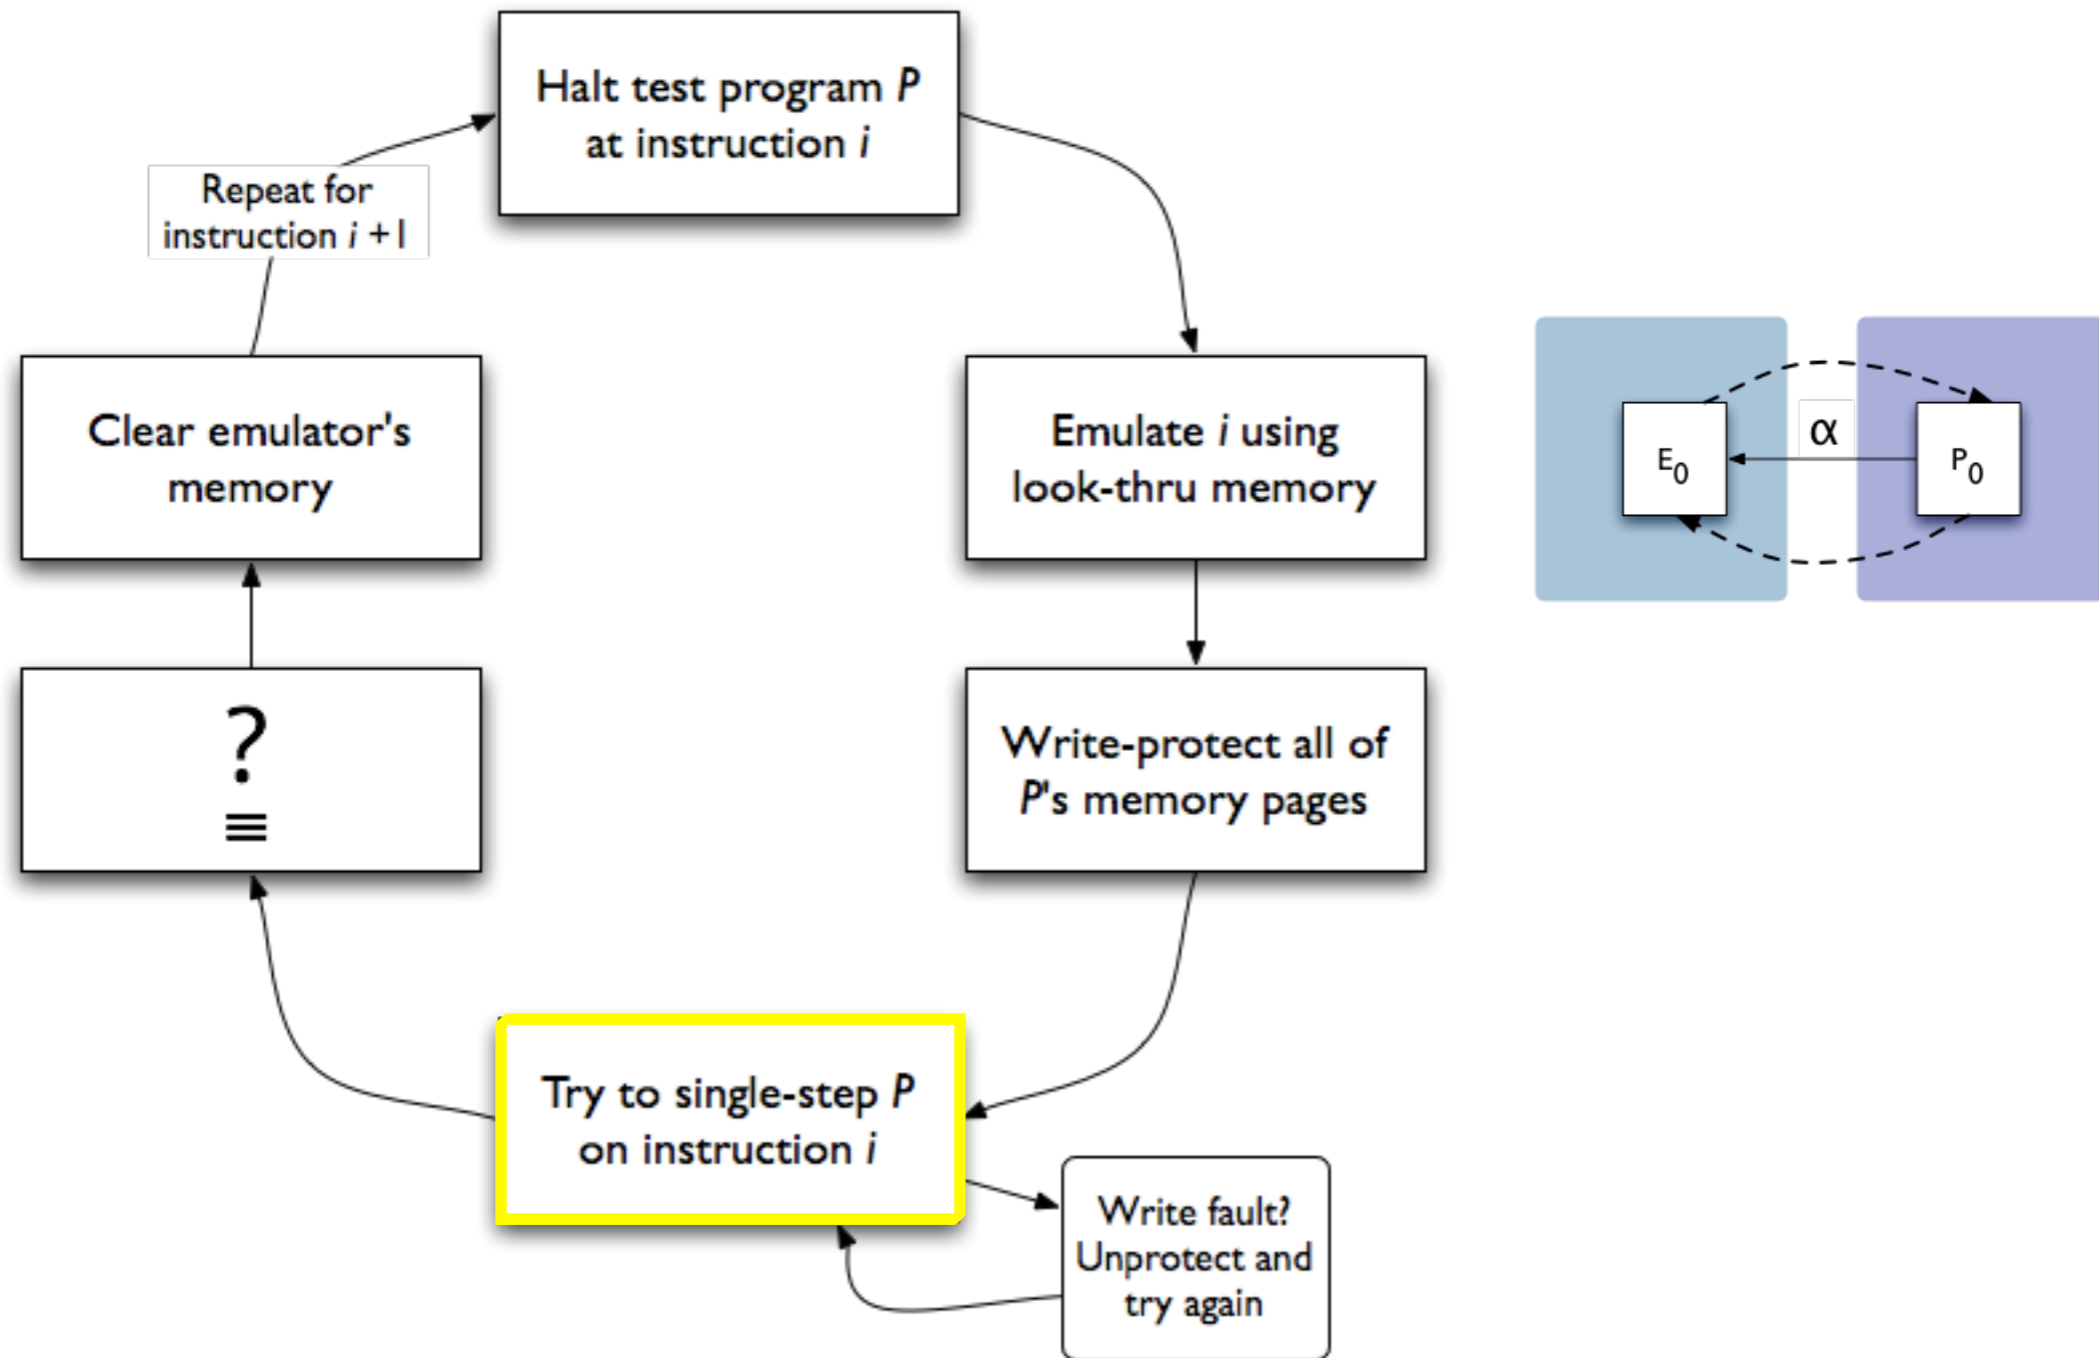 Halt test program P
at instruction i
Repeat for
instruction i +1
Clear emulator's
memory
Emulate i using
look-thru memory
α
E0
P0
?
≡
Write-protect all of
P's memory pages
Try to single-step P
on instruction i
Write fault?
Unprotect and
try again